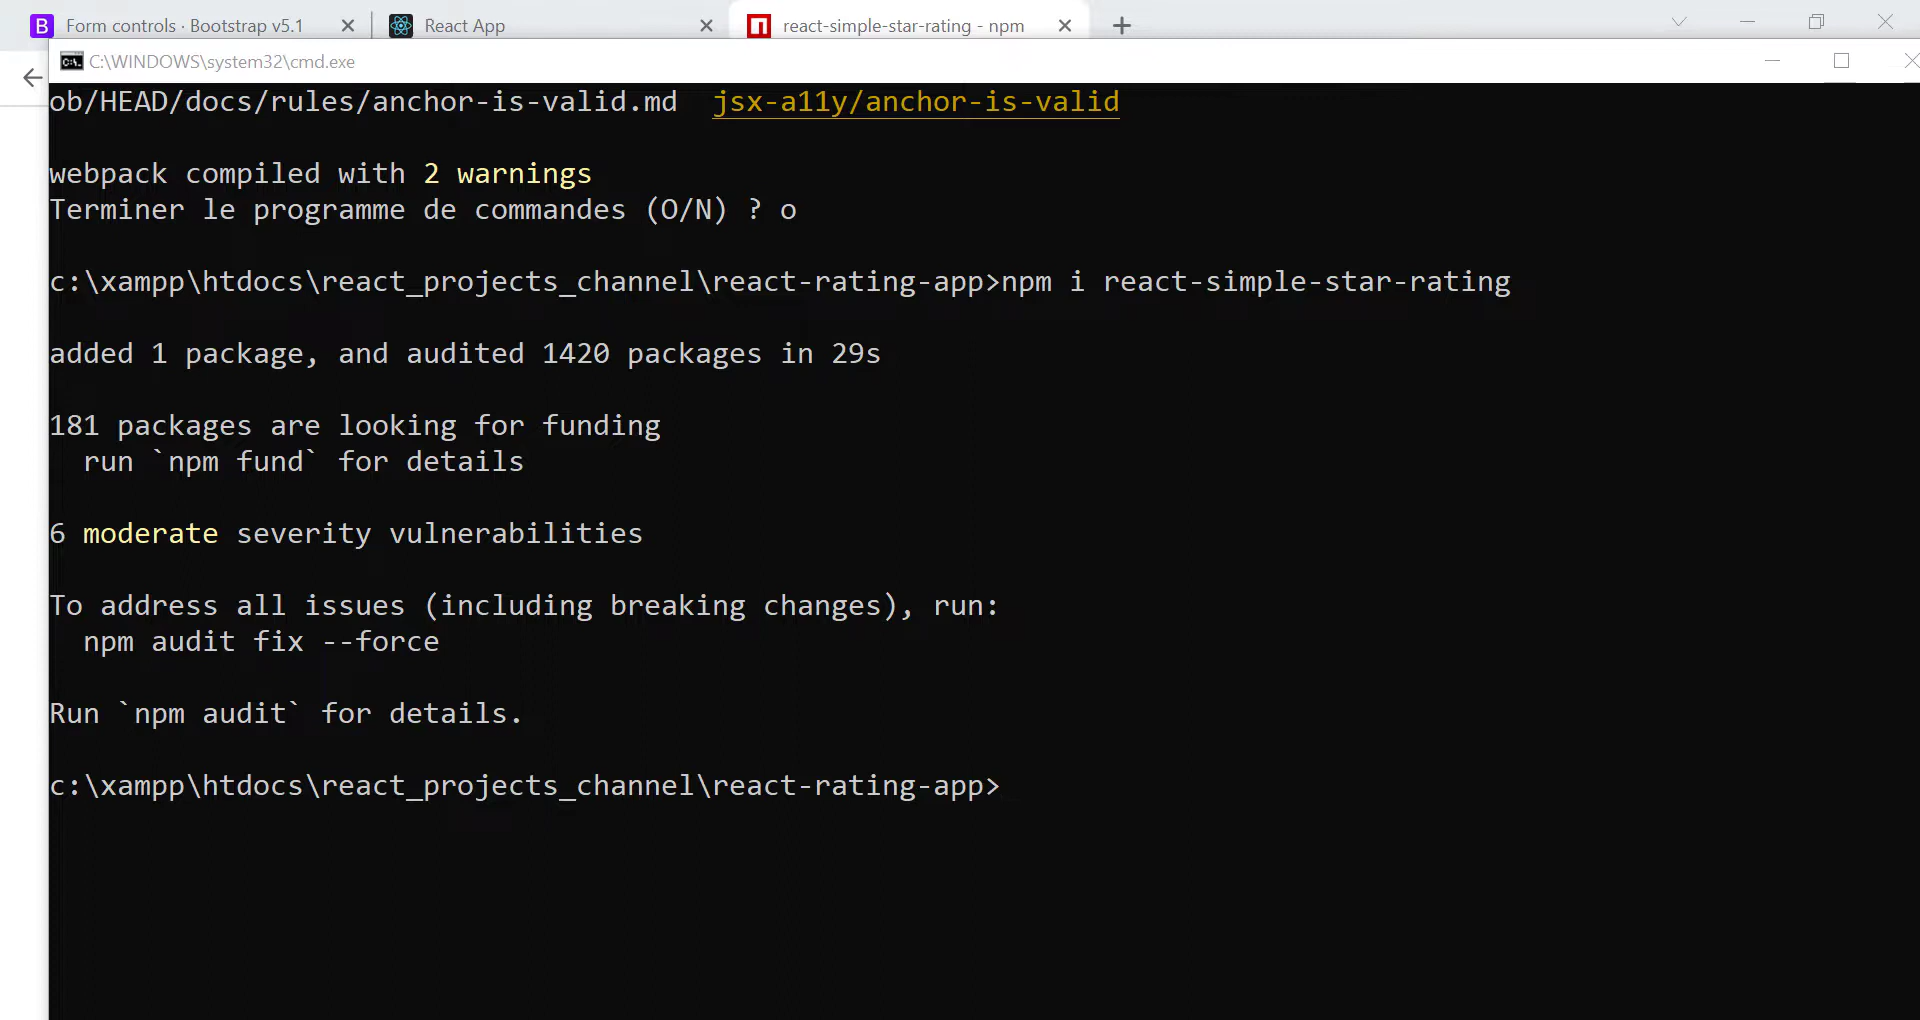 Form controls · Bootstrap v5.1
React App
react-simple-star-rating - npm
C:\WINDOWS\system32\cmd.exe
ob/HEAD/docs/rules/anchor-is-valid.md  jsx-a11y/anchor-is-valid
webpack compiled with 2 warnings
Terminer le programme de commandes (O/N) ? o
c:\xampp\htdocs\react_projects_channel\react-rating-app>npm i react-simple-star-rating
added 1 package, and audited 1420 packages in 29s
181 packages are looking for funding
  run `npm fund` for details
6 moderate severity vulnerabilities
To address all issues (including breaking changes), run:
  npm audit fix --force
Run `npm audit` for details.
c:\xampp\htdocs\react_projects_channel\react-rating-app>